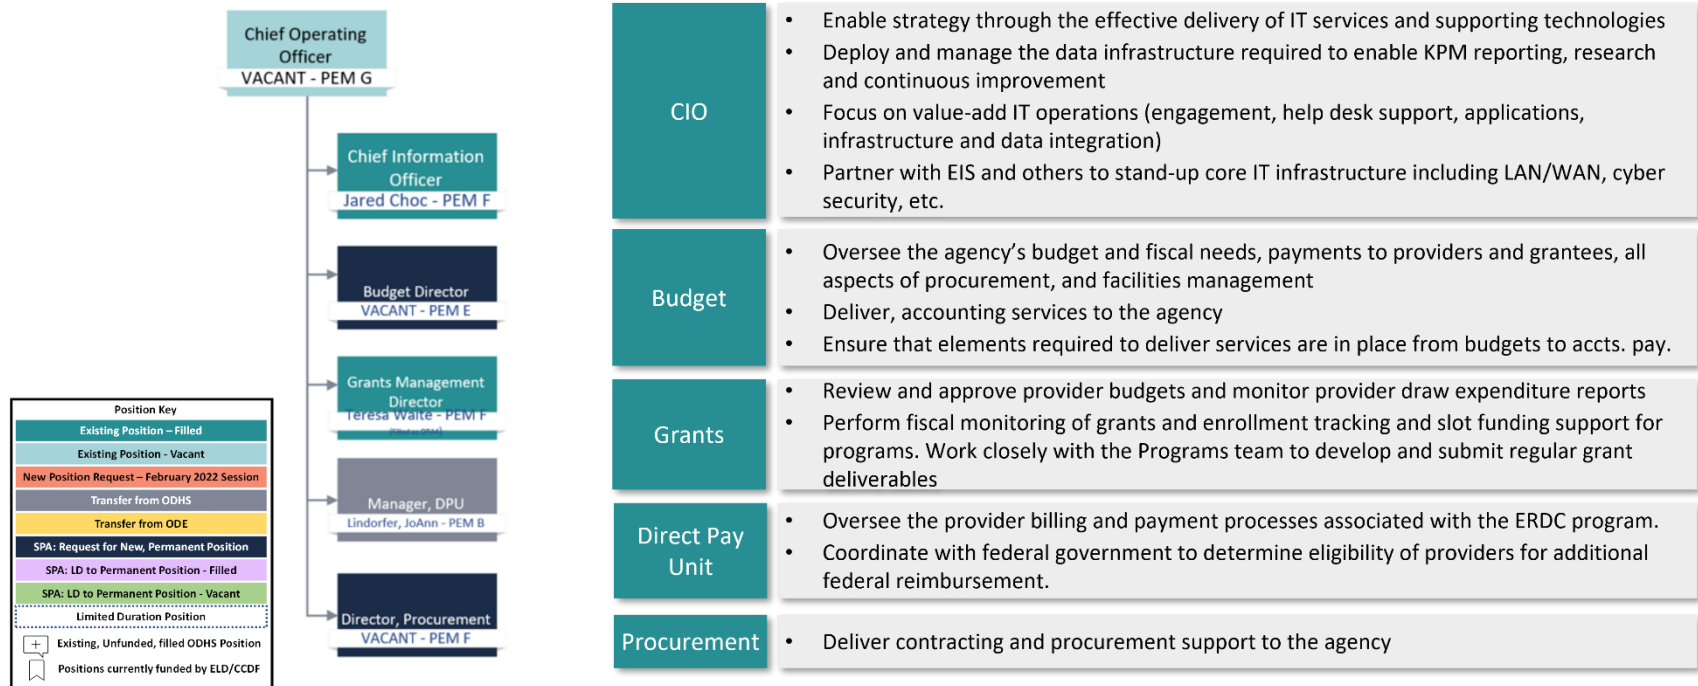 Chief Operating
Officer
VACANT - PEM G
Chief Information
Officer
Jared Choc - PEM F
Budget Director
VACANT - PEM E
Grants Management
Director
Teresa Waite - PEM F
Manager, DPU
Lindorfer, JoAnn - PEM B
Director, Procurement
VACANT - PEM F
Position Key
Existing Position – Filled
Existing Position - Vacant
New Position Request – February 2022 Session
Transfer from ODHS
Transfer from ODE
SPA: Request for New, Permanent Position
SPA: LD to Permanent Position - Filled
SPA: LD to Permanent Position - Vacant
Limited Duration Position
+ Existing, Unfunded, filled ODHS Position
Positions currently funded by ELD/CCDF
CIO
• Enable strategy through the effective delivery of IT services and supporting technologies
• Deploy and manage the data infrastructure required to enable KPM reporting, research
and continuous improvement
• Focus on value-add IT operations (engagement, help desk support, applications,
infrastructure and data integration)
• Partner with EIS and others to stand-up core IT infrastructure including LAN/WAN, cyber
security, etc.
Budget
• Oversee the agency’s budget and fiscal needs, payments to providers and grantees, all
aspects of procurement, and facilities management
• Deliver, accounting services to the agency
• Ensure that elements required to deliver services are in place from budgets to accts. pay.
Grants
• Review and approve provider budgets and monitor provider draw expenditure reports
• Perform fiscal monitoring of grants and enrollment tracking and slot funding support for
programs. Work closely with the Programs team to develop and submit regular grant
deliverables
Direct Pay
Unit
• Oversee the provider billing and payment processes associated with the ERDC program.
• Coordinate with federal government to determine eligibility of providers for additional
federal reimbursement.
Procurement
• Deliver contracting and procurement support to the agency